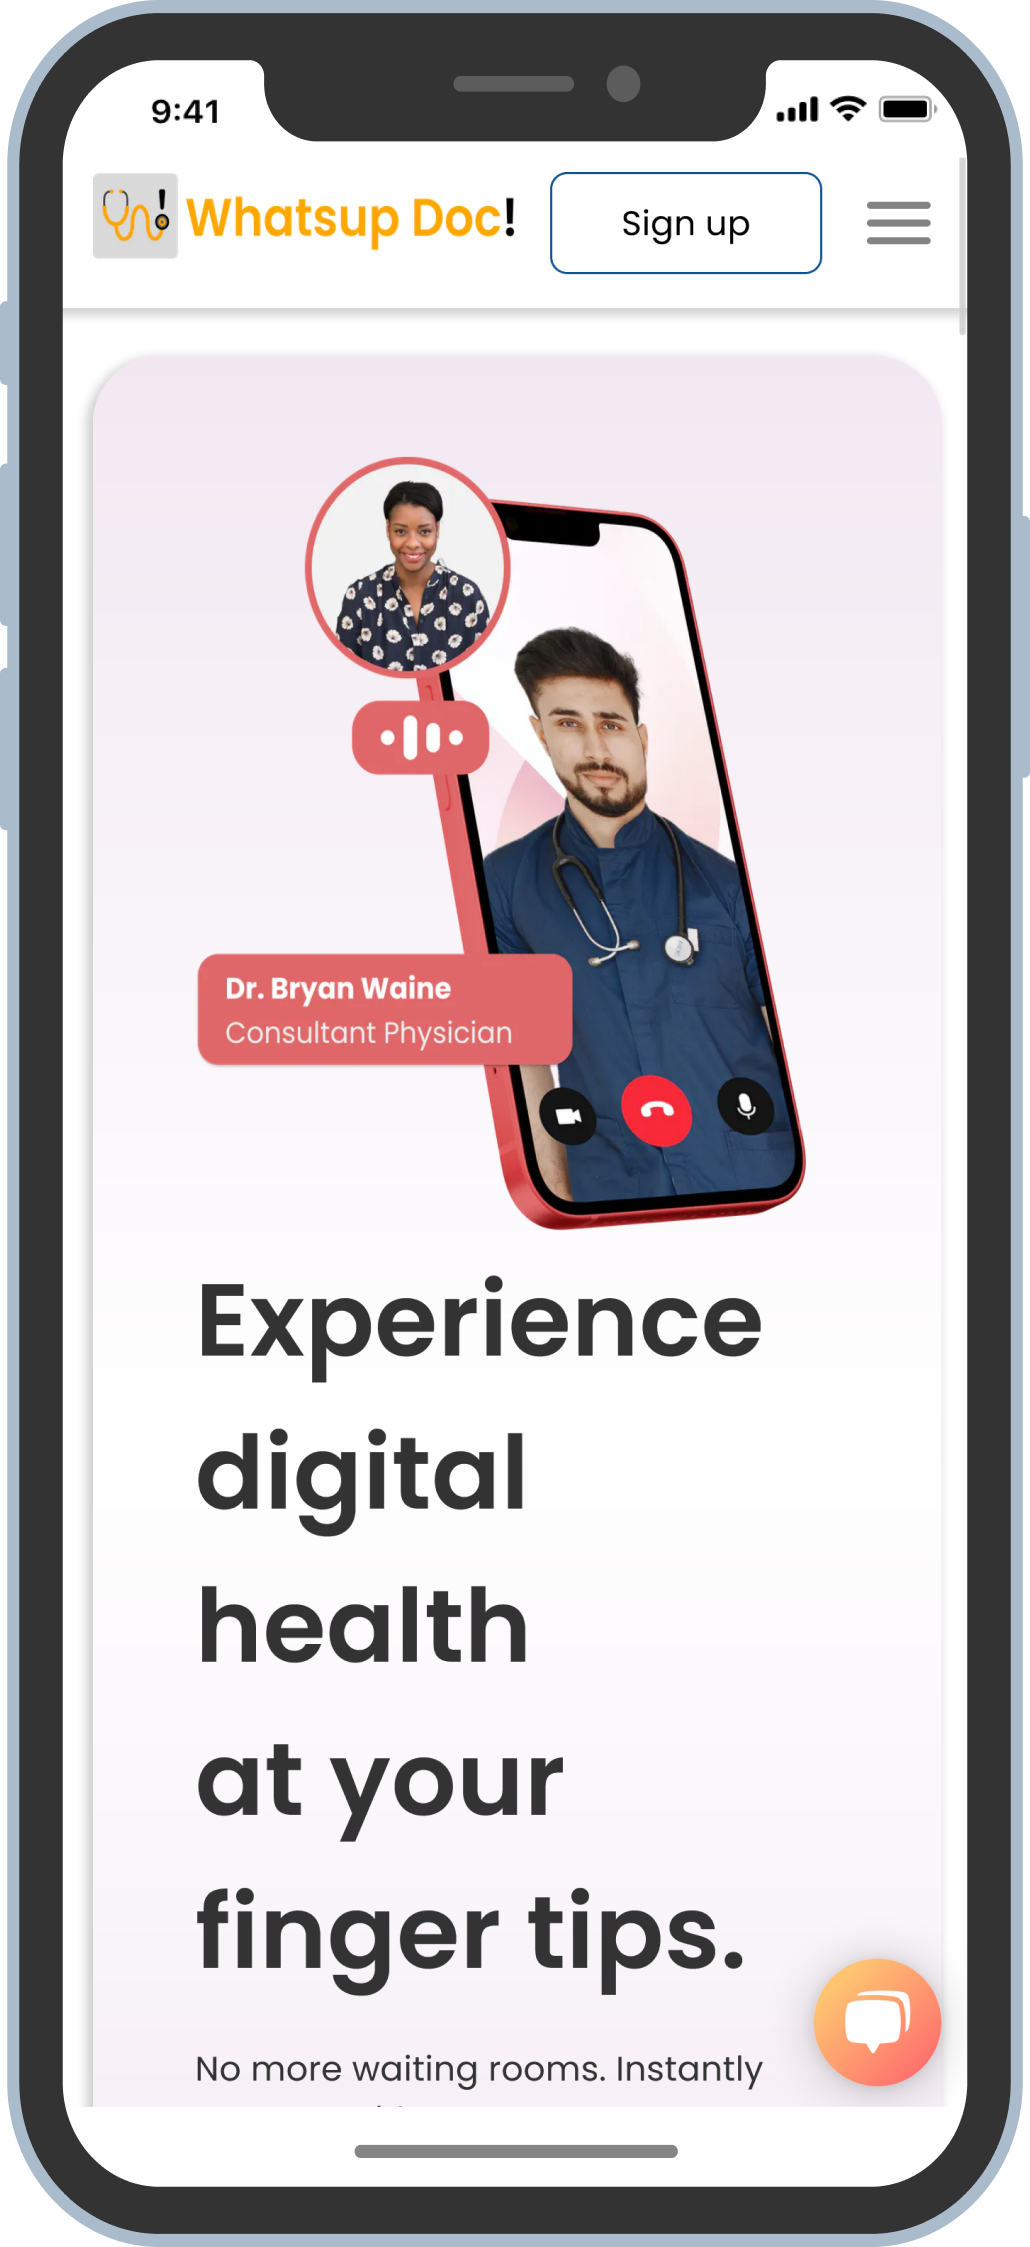 9:41
Whatsup Doc!
Sign up
Dr. Bryan Waine
Consultant Physician
Experience
digital
health
at your
finger tips.
No more waiting rooms. Instantly